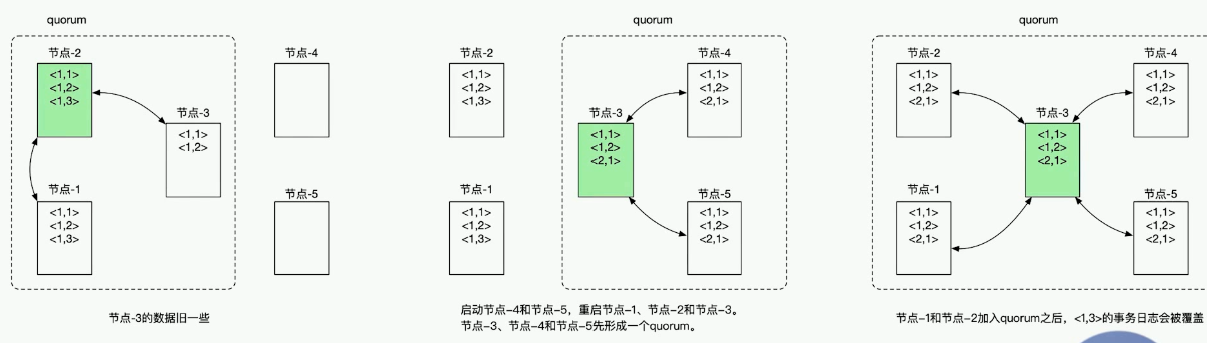 quorum
节点-2
<1,1>
<1,2>
<1,3>
节点-3
<1,1>
<1,2>
节点-1
<1,1>
<1,2>
<1,3>
节点-4
节点-5
节点-3的数据旧一些
quorum
节点-2
<1,1>
<1,2>
<1,3>
节点-1
<1,1>
<1,2>
<1,3>
节点-4
<1,1>
<1,2>
<2,1>
节点-3
<1,1>
<1,2>
<2,1>
节点-5
<1,1>
<1,2>
<2,1>
启动节点-4和节点-5，重启节点-1、节点-2和节点-3。
节点-3、节点-4和节点-5先形成一个quorum。
quorum
节点-2
<1,1>
<1,2>
<2,1>
节点-4
<1,1>
<1,2>
<2,1>
节点-3
<1,1>
<1,2>
<2,1>
节点-1
<1,1>
<1,2>
<2,1>
节点-5
<1,1>
<1,2>
<2,1>
节点-1和节点-2加入quorum之后，<1,3>的事务日志会被覆盖